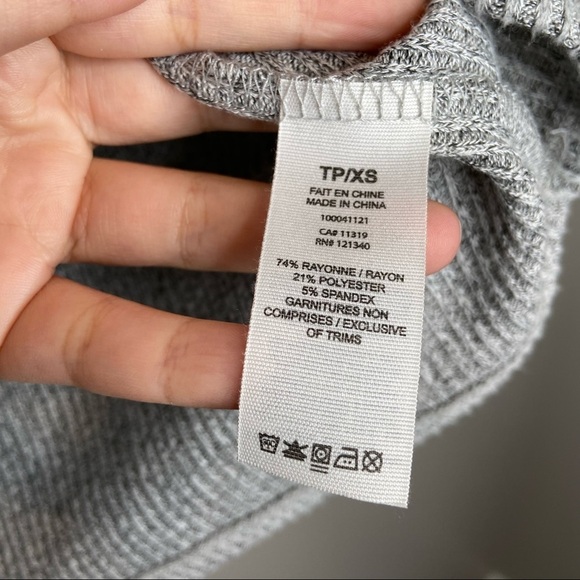 TP/XS
FAIT EN CHINE
MADE IN CHINA
100041121
CA# 11319
RN# 121340
74% RAYONNE / RAYON
21% POLYESTER
5% SPANDEX
GARNITURES NON
COMPRISES / EXCLUSIVE
OF TRIMS